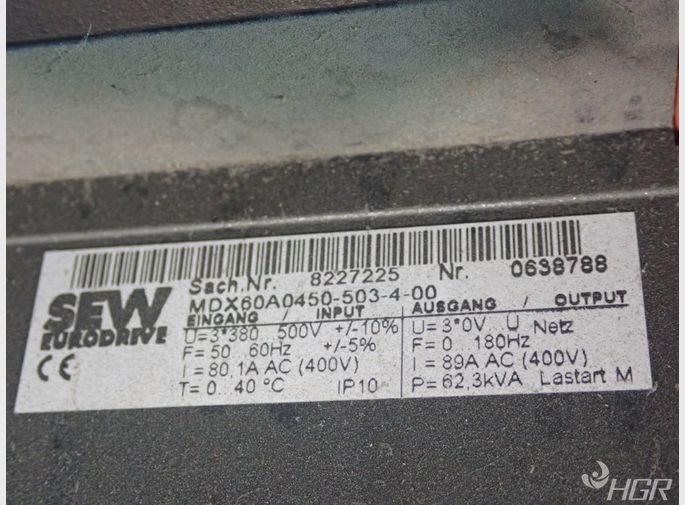 Sach.Nr. 8227225 Nr. 0638788
SEW
EURODRIVE
MDX60A0450-503-4-00
EINGANG / INPUT
U=3*380 500V +/-10%
F= 50 60Hz +/-5%
I = 80,1A AC (400V)
T= 0...40 °C IP10
AUSGANG / OUTPUT
U= 3*0V U Netz
F= 0 180Hz
I = 89A AC (400V)
P= 62,3kVA Lastart M
CE
HGR